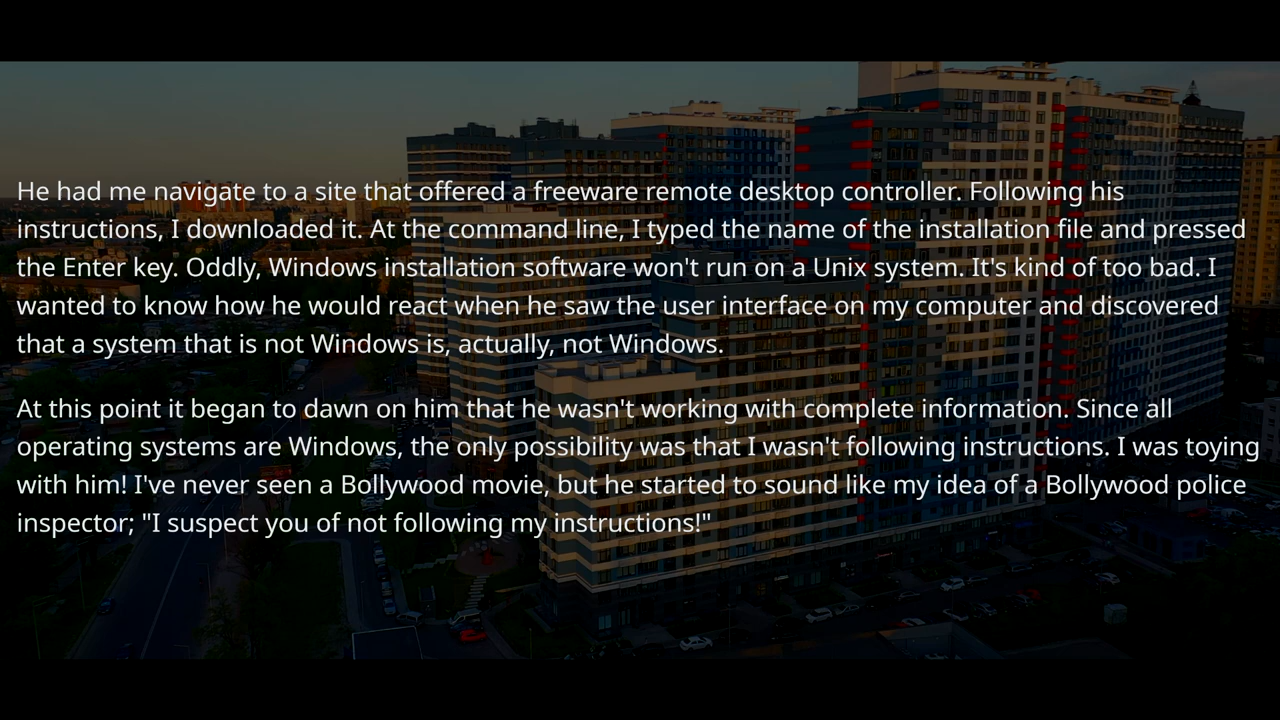 He had me navigate to a site that offered a freeware remote desktop controller. Following his
instructions, I downloaded it. At the command line, I typed the name of the installation file and pressed
the Enter key. Oddly, Windows installation software won't run on a Unix system. It's kind of too bad. I
wanted to know how he would react when he saw the user interface on my computer and discovered
that a system that is not Windows is, actually, not Windows.
At this point it began to dawn on him that he wasn't working with complete information. Since all
operating systems are Windows, the only possibility was that I wasn't following instructions. I was toying
with him! I've never seen a Bollywood movie, but he started to sound like my idea of a Bollywood police
inspector; "I suspect you of not following my instructions!"